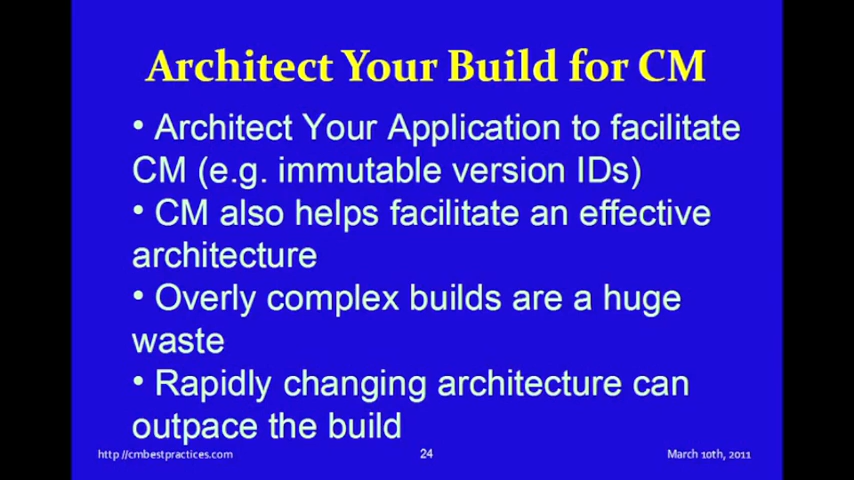 Architect Your Build for CM
• Architect Your Application to facilitate
CM (e.g. immutable version IDs)
• CM also helps facilitate an effective
architecture
• Overly complex builds are a huge
waste
• Rapidly changing architecture can
outpace the build
http://cmbestpractices.com 24 March 10th, 2011